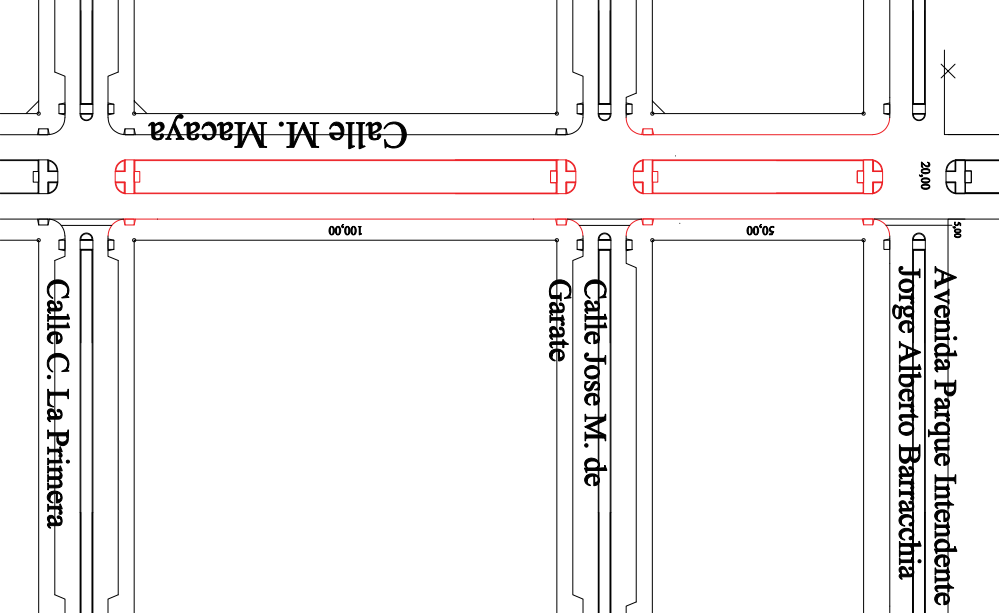 Calle M. Macaya
20,00
5,00
100,00
50,00
Calle C. La Primera
Calle Jose M. de
Garate
Avenida Parque Intendente
Jorge Alberto Barracchia